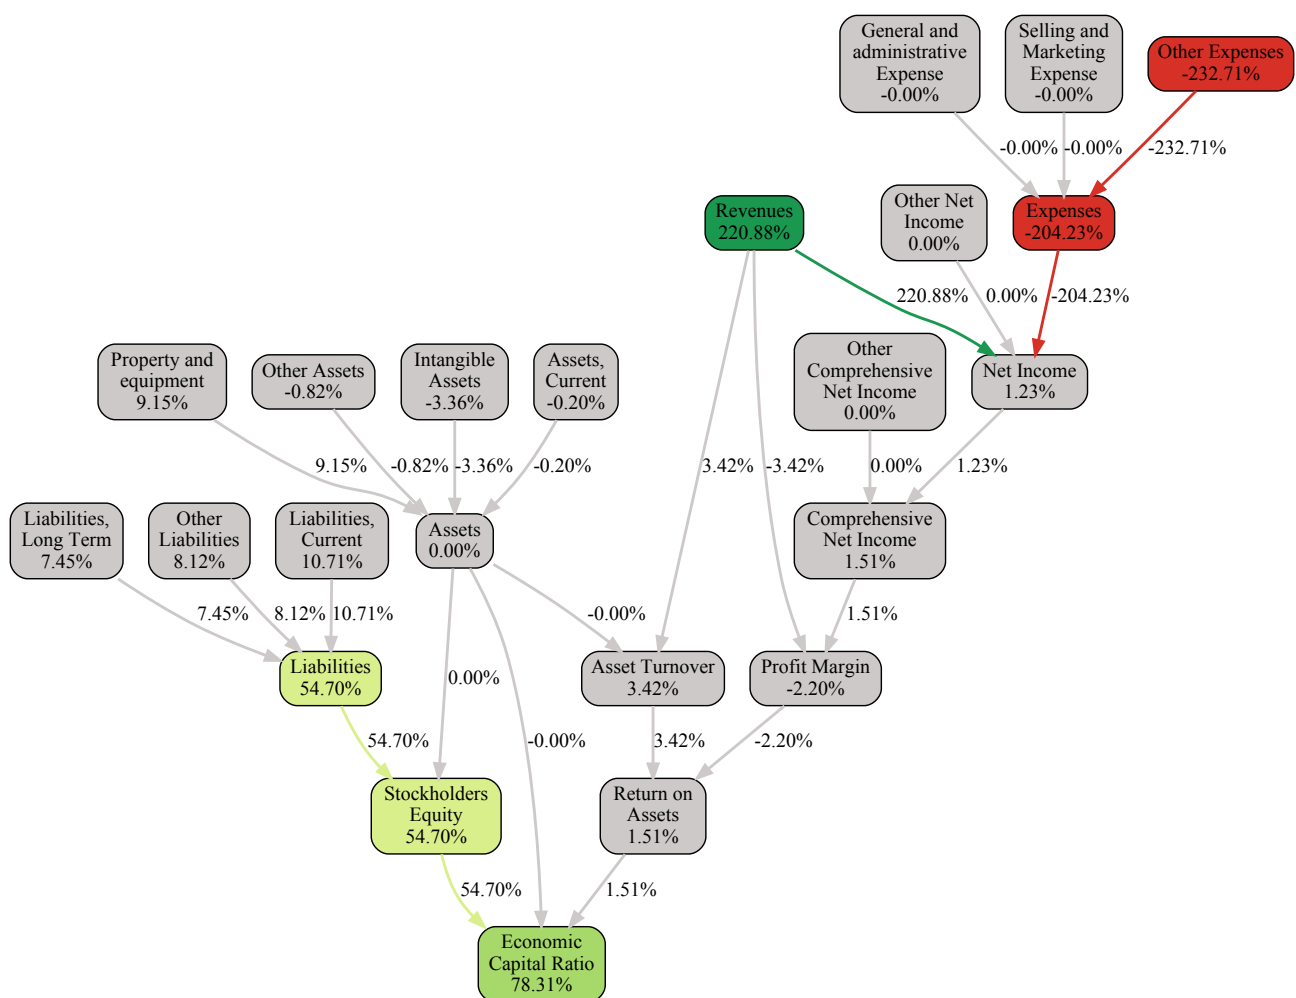 General and
administrative
Expense
-0.00%
Selling and
Marketing
Expense
-0.00%
Other Expenses
-232.71%
-0.00%
-0.00%
-232.71%
Revenues
220.88%
Other Net
Income
0.00%
Expenses
-204.23%
220.88%
0.00%
-204.23%
Property and
equipment
9.15%
Other Assets
-0.82%
Intangible
Assets
-3.36%
Assets,
Current
-0.20%
Other
Comprehensive
Net Income
0.00%
Net Income
1.23%
9.15%
-0.82%
-3.36%
-0.20%
3.42%
-3.42%
0.00%
1.23%
Liabilities,
Long Term
7.45%
Other
Liabilities
8.12%
Liabilities,
Current
10.71%
Assets
0.00%
Comprehensive
Net Income
1.51%
7.45%
8.12%
10.71%
-0.00%
1.51%
Liabilities
54.70%
0.00%
Asset Turnover
3.42%
Profit Margin
-2.20%
54.70%
-0.00%
3.42%
-2.20%
Stockholders
Equity
54.70%
Return on
Assets
1.51%
54.70%
1.51%
Economic
Capital Ratio
78.31%